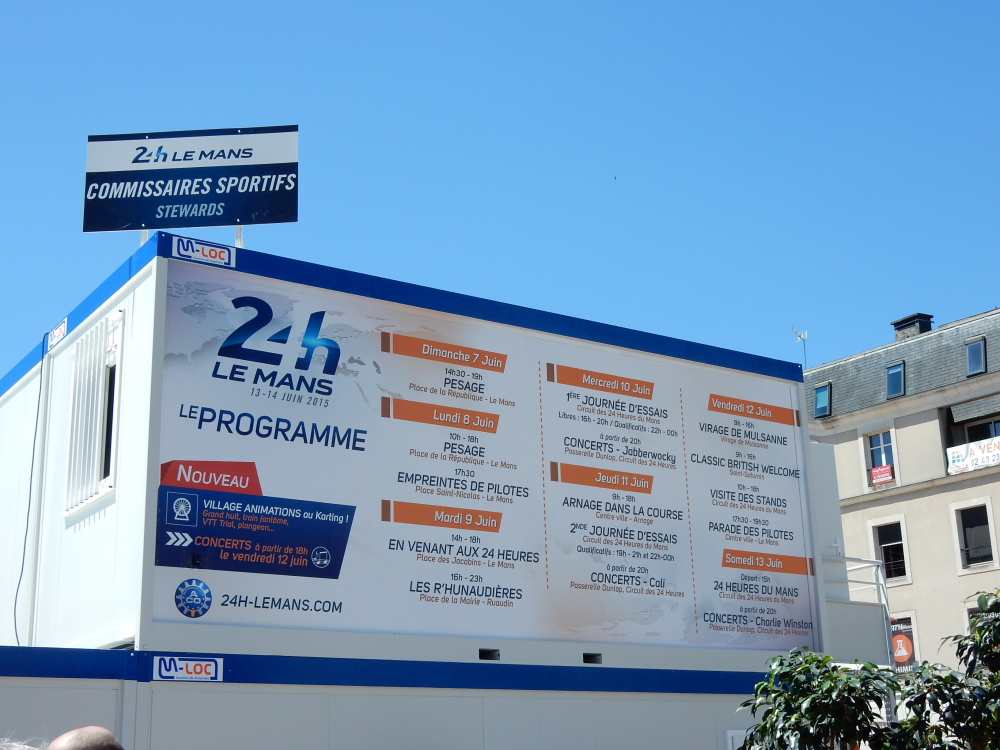 24h LE MANS
COMMISSAIRES SPORTIFS
STEWARDS
M-LOC
24h
LE MANS
13-14 JUIN 2015
LE PROGRAMME
NOUVEAU
VILLAGE ANIMATIONS au Karting !
Grand huit, train fantôme,
VTT Trial, plongeon...
CONCERTS à partir de 18h
le vendredi 12 juin
ACO
24H-LEMANS.COM
Dimanche 7 Juin
14h30 - 19h
PESAGE
Place de la République - Le Mans
Lundi 8 Juin
10h - 18h
PESAGE
Place de la République - Le Mans
17h30
EMPREINTES DE PILOTES
Place Saint-Nicolas - Le Mans
Mardi 9 Juin
14h - 18h
EN VENANT AUX 24 HEURES
Place des Jacobins - Le Mans
16h - 23h
LES R'HUNAUDIÈRES
Place de la Mairie - Ruaudin
Mercredi 10 Juin
1ÈRE JOURNÉE D'ESSAIS
Circuit des 24 Heures du Mans
Libres : 16h - 20h / Qualificatifs : 22h - 00h
à partir de 20h
CONCERTS - Jabberwocky
Passerelle Dunlop, Circuit des 24 Heures
Jeudi 11 Juin
9h - 18h
ARNAGE DANS LA COURSE
Centre ville - Arnage
2NDE JOURNÉE D'ESSAIS
Circuit des 24 Heures du Mans
Qualificatifs : 19h - 21h et 22h-00h
à partir de 20h
CONCERTS - Cali
Passerelle Dunlop, Circuit des 24 Heures
Vendredi 12 Juin
9h - 16h
VIRAGE DE MULSANNE
Virage de Mulsanne
9h - 16h
CLASSIC BRITISH WELCOME
Saint-Saturnin
10h - 18h
VISITE DES STANDS
Circuit des 24 Heures du Mans
17h30 - 19h30
PARADE DES PILOTES
Centre ville - Le Mans
Samedi 13 Juin
Départ : 15h
24 HEURES DU MANS
Circuit des 24 Heures du Mans
à partir de 20h
CONCERTS - Charlie Winston
Passerelle Dunlop, Circuit des 24 Heures
M-LOC
A VEN
02 43 23